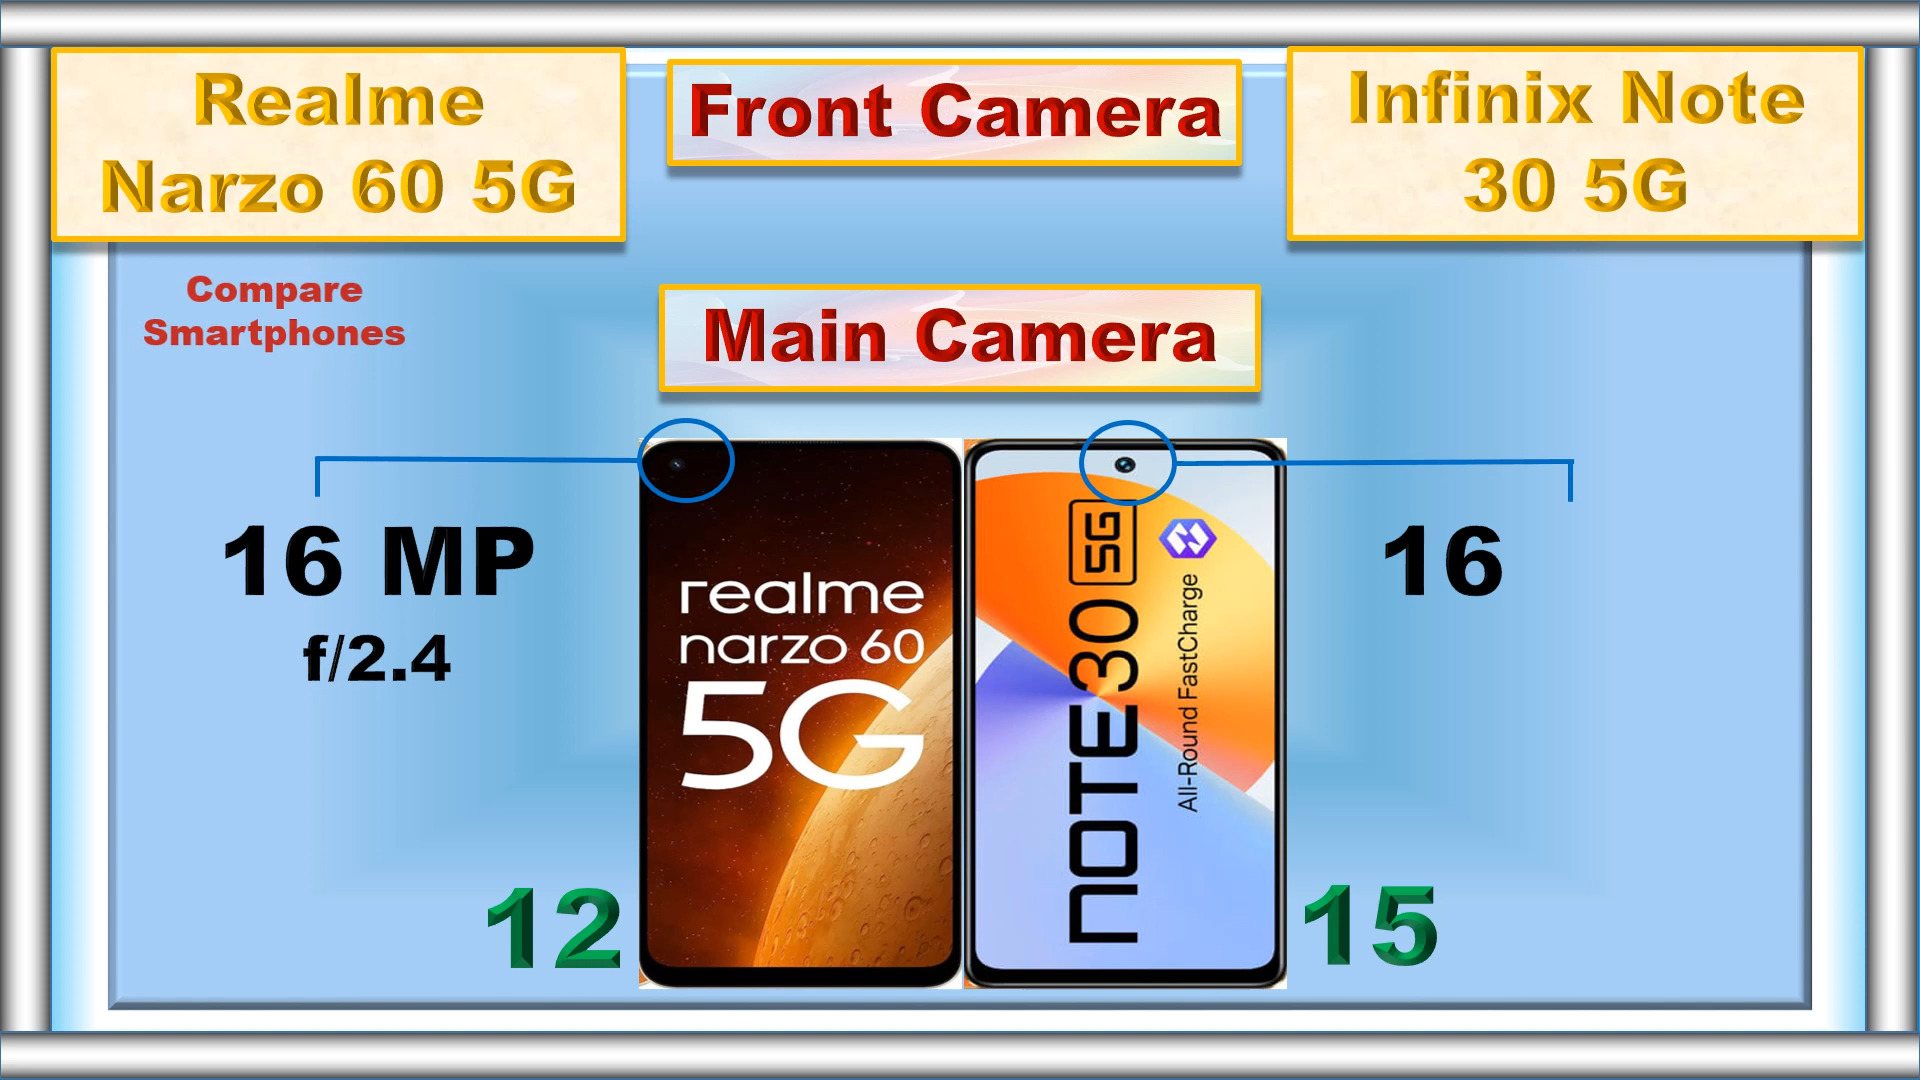 Realme
Narzo 60 5G
Front Camera
Infinix Note
30 5G
Compare
Smartphones
Main Camera
16 MP
f/2.4
realme
narzo 60
5G
NOTE 30 5G
All-Round FastCharge
16
12
15